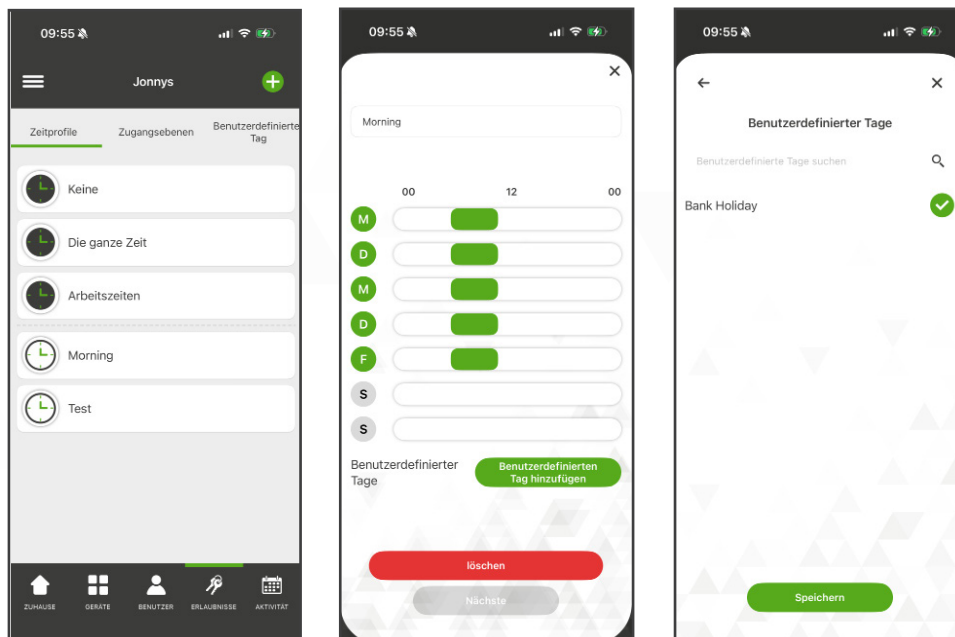 09:55
Jonnys
Zeitprofile
Zugangsebenen
Benutzerdefinierte
Tag
Keine
Die ganze Zeit
Arbeitszeiten
Morning
Test
ZUHAUSE
GERÄTE
BENUTZER
ERLAUBNISSE
AKTIVITÄT
09:55
Morning
00 12 00
M
D
M
D
F
S
S
Benutzerdefinierter
Tage
Benutzerdefinierten
Tag hinzufügen
löschen
Nächste
09:55
Benutzerdefinierter Tage
Benutzerdefinierte Tage suchen
Bank Holiday
Speichern